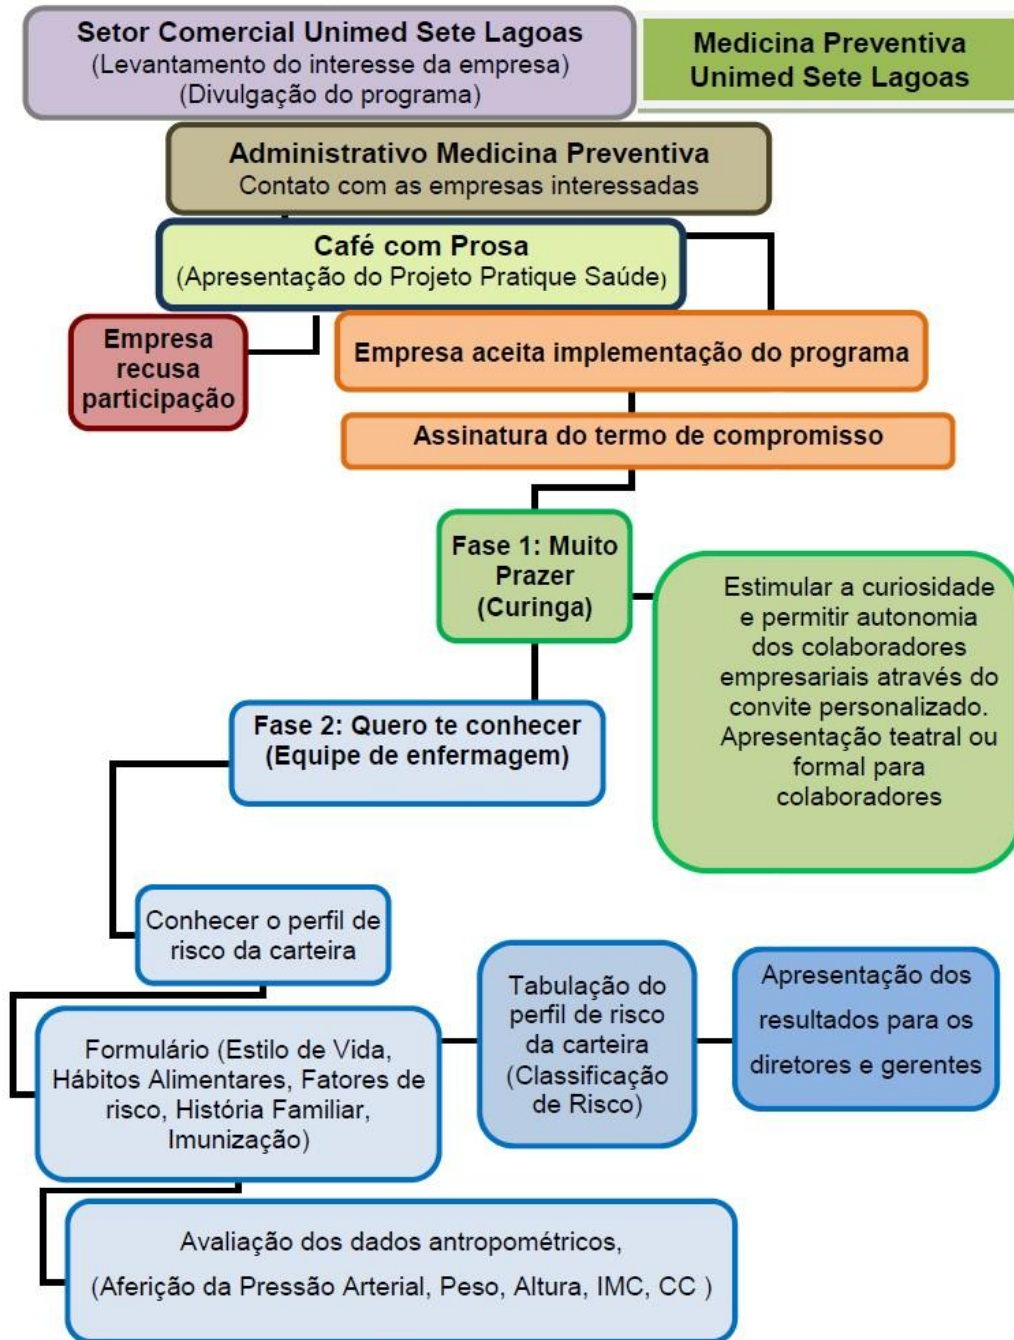 Setor Comercial Unimed Sete Lagoas
(Levantamento do interesse da empresa)
(Divulgação do programa)
Medicina Preventiva
Unimed Sete Lagoas
Administrativo Medicina Preventiva
Contato com as empresas interessadas
Café com Prosa
(Apresentação do Projeto Pratique Saúde)
Empresa
recusa
participação
Empresa aceita implementação do programa
Assinatura do termo de compromisso
Fase 1: Muito
Prazer
(Curinga)
Estimular a curiosidade
e permitir autonomia
dos colaboradores
empresariais através do
convite personalizado.
Apresentação teatral ou
formal para
colaboradores
Fase 2: Quero te conhecer
(Equipe de enfermagem)
Conhecer o perfil de
risco da carteira
Formulário (Estilo de Vida,
Hábitos Alimentares, Fatores de
risco, História Familiar,
Imunização)
Tabulação do
perfil de risco
da carteira
(Classificação
de Risco)
Apresentação dos
resultados para os
diretores e gerentes
Avaliação dos dados antropométricos,
(Aferição da Pressão Arterial, Peso, Altura, IMC, CC )